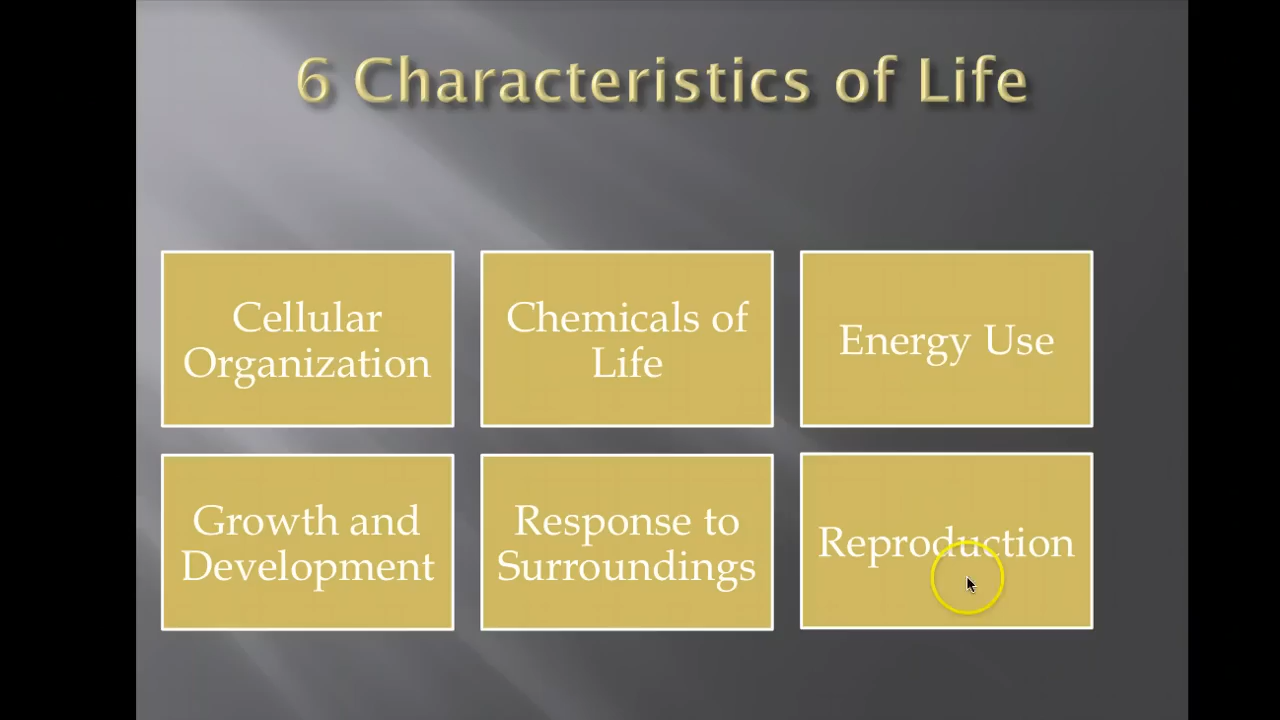 6 Characteristics of Life
Cellular
Organization
Chemicals of
Life
Energy Use
Growth and
Development
Response to
Surroundings
Reproduction